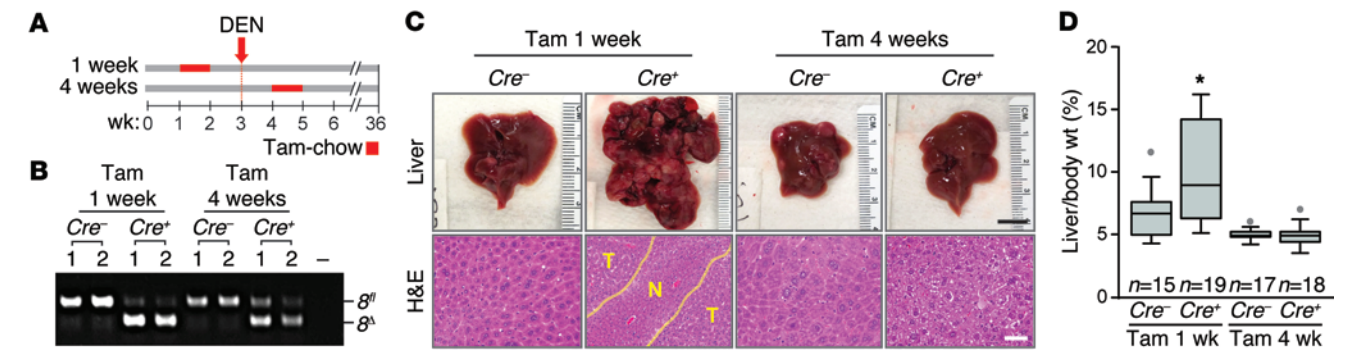 A
DEN
1 week
4 weeks
wk: 0 1 2 3 4 5 6 36
Tam-chow
B
Tam 1 week
Tam 4 weeks
Cre⁻ Cre⁺ Cre⁻ Cre⁺
1 2 1 2 1 2 1 2 –
8ᶠˡ
8ᐞ
C
Tam 1 week Tam 4 weeks
Cre⁻ Cre⁺ Cre⁻ Cre⁺
Liver
H&E
T N T
D
Liver/body wt (%)
20
15
10
5
0
*
n=15 n=19 n=17 n=18
Cre⁻ Cre⁺ Cre⁻ Cre⁺
Tam 1 wk Tam 4 wk